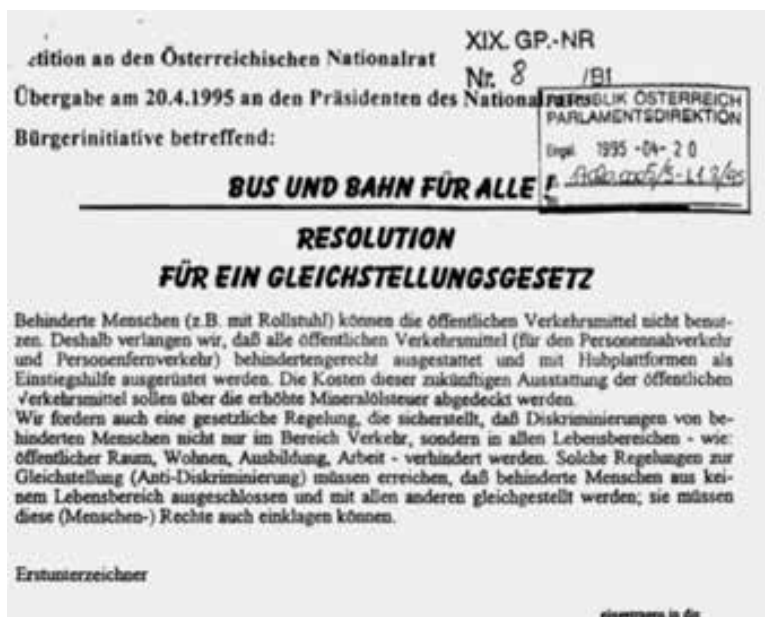 etition an den Österreichischen Nationalrat
XIX. GP.-NR
Nr. 8 /BI
Übergabe am 20.4.1995 an den Präsidenten des Nationalrates
REPUBLIK ÖSTERREICH
PARLAMENTSDIREKTION
Bürgerinitiative betreffend:
Eingel. 1995-04-20
BUS UND BAHN FÜR ALLE
RESOLUTION
FÜR EIN GLEICHSTELLUNGSGESETZ
Behinderte Menschen (z.B. mit Rollstuhl) können die öffentlichen Verkehrsmittel nicht benut-
zen. Deshalb verlangen wir, daß alle öffentlichen Verkehrsmittel (für den Personennahverkehr
und Personenfernverkehr) behindertengerecht ausgestattet und mit Hubplattformen als
Einstiegshilfe ausgerüstet werden. Die Kosten dieser zukünftigen Ausstattung der öffentlichen
Verkehrsmittel sollen über die erhöhte Mineralölsteuer abgedeckt werden.
Wir fordern auch eine gesetzliche Regelung, die sicherstellt, daß Diskriminierungen von be-
hinderten Menschen nicht nur im Bereich Verkehr, sondern in allen Lebensbereichen - wie:
öffentlicher Raum, Wohnen, Ausbildung, Arbeit - verhindert werden. Solche Regelungen zur
Gleichstellung (Anti-Diskriminierung) müssen erreichen, daß behinderte Menschen aus kei-
nem Lebensbereich ausgeschlossen und mit allen anderen gleichgestellt werden; sie müssen
diese (Menschen-) Rechte auch einklagen können.
Erstunterzeichner
eingetragen in die